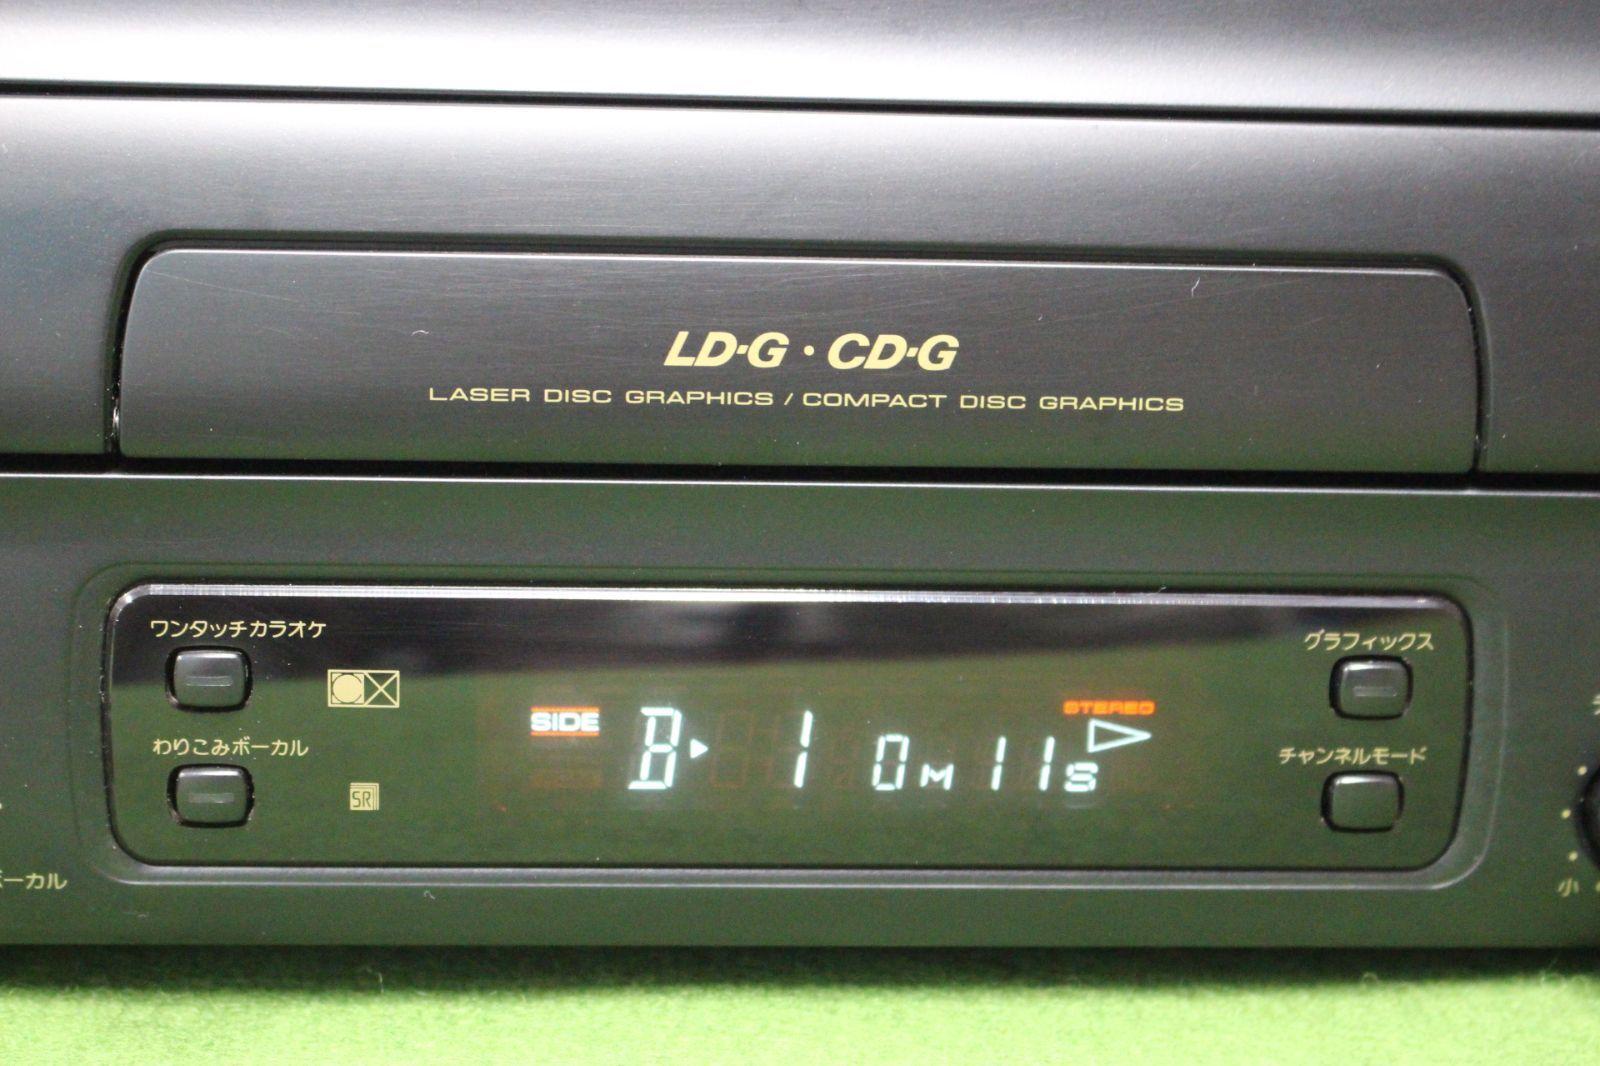 LD-G・CD-G
LASER DISC GRAPHICS / COMPACT DISC GRAPHICS
ワンタッチカラオケ
わりこみボーカル
SR
SIDE B 1 0M 11S
STEREO
グラフィックス
チャンネルモード
ーカル
小